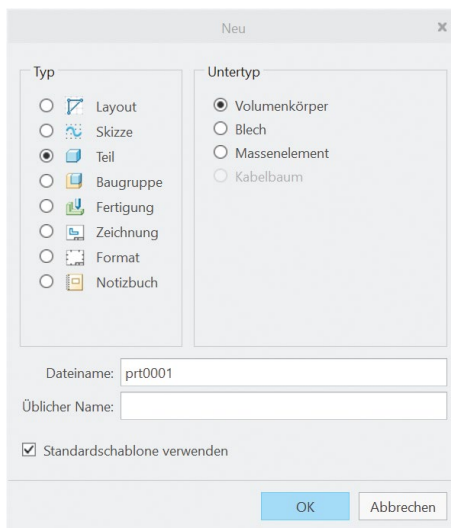 Neu
Typ
Layout
Skizze
Teil
Baugruppe
Fertigung
Zeichnung
Format
Notizbuch
Untertyp
Volumenkörper
Blech
Massenelement
Kabelbaum
Dateiname: prt0001
Üblicher Name:
Standardschablone verwenden
OK Abbrechen